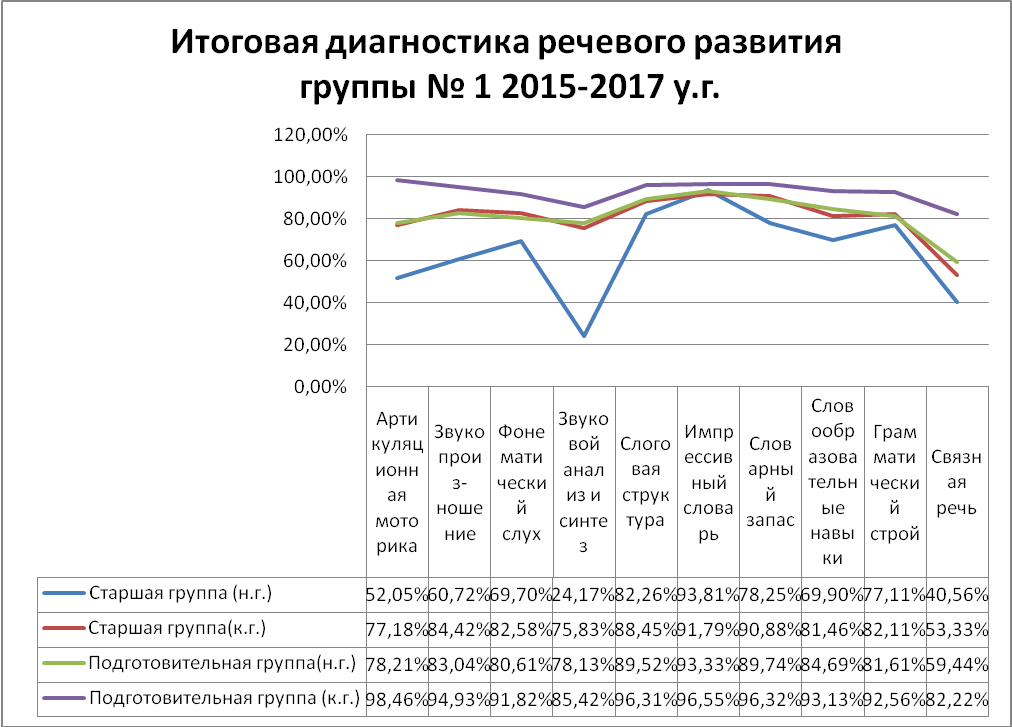 Итоговая диагностика речевого развития
группы № 1 2015-2017 у.г.
120,00%
100,00%
80,00%
60,00%
40,00%
20,00%
0,00%
Арти
куляц
ионн
ая
мото
рика
Звуко
прои
з-
ноше
ние
Фоне
мати
чески
й
слух
Звуко
вой
анал
из и
синте
з
Слого
вая
струк
тура
Импр
ессив
ный
слова
рь
Слов
арны
й
запас
Слов
ообр
азова
тельн
ые
навы
ки
Грам
мати
чески
й
строй
Связн
ая
речь
Старшая группа (н.г.) 52,05% 60,72% 69,70% 24,17% 82,26% 93,81% 78,25% 69,90% 77,11% 40,56%
Старшая группа(к.г.) 77,18% 84,42% 82,58% 75,83% 88,45% 91,79% 90,88% 81,46% 82,11% 53,33%
Подготовительная группа(н.г.) 78,21% 83,04% 80,61% 78,13% 89,52% 93,33% 89,74% 84,69% 81,61% 59,44%
Подготовительная группа (к.г.) 98,46% 94,93% 91,82% 85,42% 96,31% 96,55% 96,32% 93,13% 92,56% 82,22%